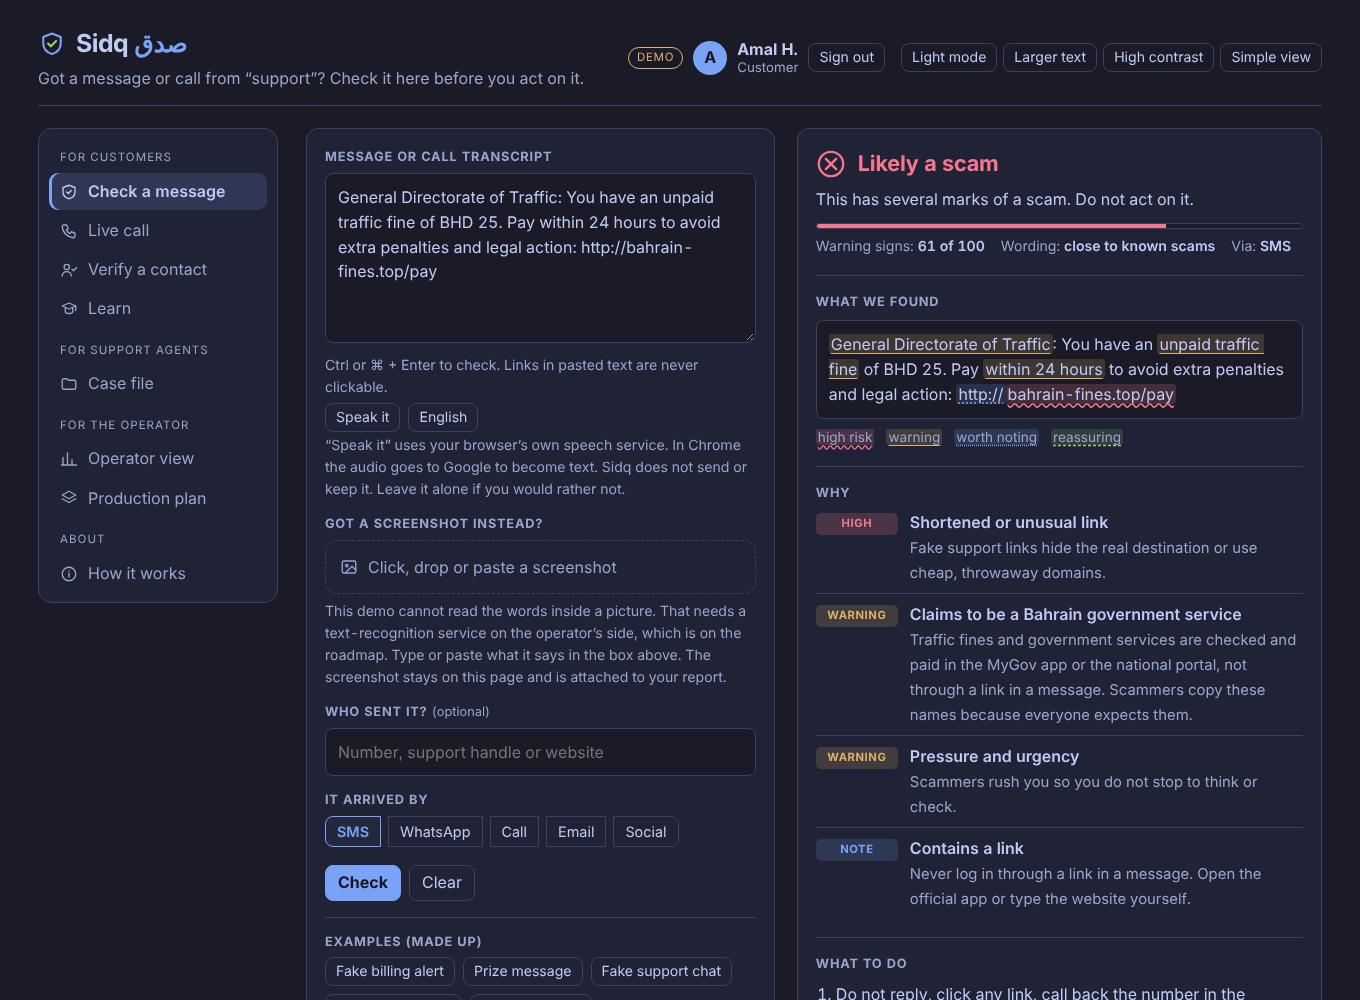 Sidq صدق
Got a message or call from “support”? Check it here before you act on it.
DEMO
A
Amal H.
Customer
Sign out
Light mode
Larger text
High contrast
Simple view
FOR CUSTOMERS
Check a message
Live call
Verify a contact
Learn
FOR SUPPORT AGENTS
Case file
FOR THE OPERATOR
Operator view
Production plan
ABOUT
How it works
MESSAGE OR CALL TRANSCRIPT
General Directorate of Traffic: You have an unpaid
traffic fine of BHD 25. Pay within 24 hours to avoid
extra penalties and legal action: http://bahrain-
fines.top/pay
Ctrl or ⌘ + Enter to check. Links in pasted text are never
clickable.
Speak it
English
“Speak it” uses your browser’s own speech service. In Chrome
the audio goes to Google to become text. Sidq does not send or
keep it. Leave it alone if you would rather not.
GOT A SCREENSHOT INSTEAD?
Click, drop or paste a screenshot
This demo cannot read the words inside a picture. That needs a
text-recognition service on the operator’s side, which is on the
roadmap. Type or paste what it says in the box above. The
screenshot stays on this page and is attached to your report.
WHO SENT IT? (optional)
Number, support handle or website
IT ARRIVED BY
SMS
WhatsApp
Call
Email
Social
Check
Clear
EXAMPLES (MADE UP)
Fake billing alert
Prize message
Fake support chat
Likely a scam
This has several marks of a scam. Do not act on it.
Warning signs: 61 of 100
Wording: close to known scams
Via: SMS
WHAT WE FOUND
General Directorate of Traffic: You have an unpaid traffic
fine of BHD 25. Pay within 24 hours to avoid extra penalties
and legal action: http:// bahrain-fines.top/pay
high risk
warning
worth noting
reassuring
WHY
HIGH
Shortened or unusual link
Fake support links hide the real destination or use
cheap, throwaway domains.
WARNING
Claims to be a Bahrain government service
Traffic fines and government services are checked and
paid in the MyGov app or the national portal, not
through a link in a message. Scammers copy these
names because everyone expects them.
WARNING
Pressure and urgency
Scammers rush you so you do not stop to think or
check.
NOTE
Contains a link
Never log in through a link in a message. Open the
official app or type the website yourself.
WHAT TO DO
1. Do not reply, click any link, call back the number in the